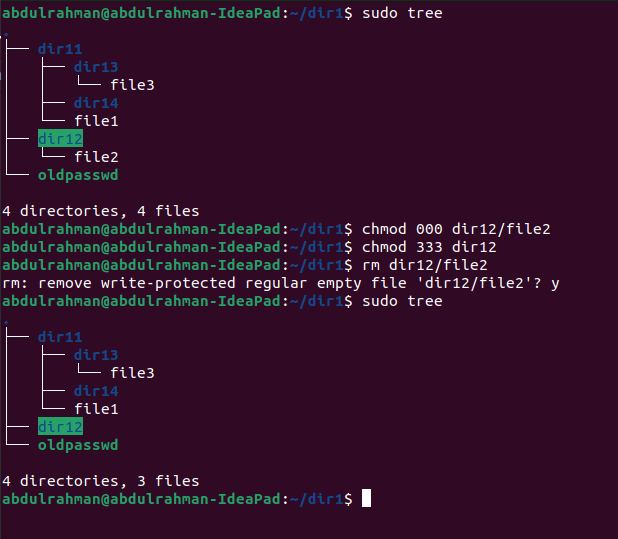 abdulrahman@abdulrahman-IdeaPad:~/dir1$ sudo tree
.
├── dir11
│   ├── dir13
│   │   └── file3
│   ├── dir14
│   └── file1
├── dir12
│   └── file2
└── oldpasswd

4 directories, 4 files
abdulrahman@abdulrahman-IdeaPad:~/dir1$ chmod 000 dir12/file2
abdulrahman@abdulrahman-IdeaPad:~/dir1$ chmod 333 dir12
abdulrahman@abdulrahman-IdeaPad:~/dir1$ rm dir12/file2
rm: remove write-protected regular empty file 'dir12/file2'? y
abdulrahman@abdulrahman-IdeaPad:~/dir1$ sudo tree
.
├── dir11
│   ├── dir13
│   │   └── file3
│   ├── dir14
│   └── file1
├── dir12
└── oldpasswd

4 directories, 3 files
abdulrahman@abdulrahman-IdeaPad:~/dir1$